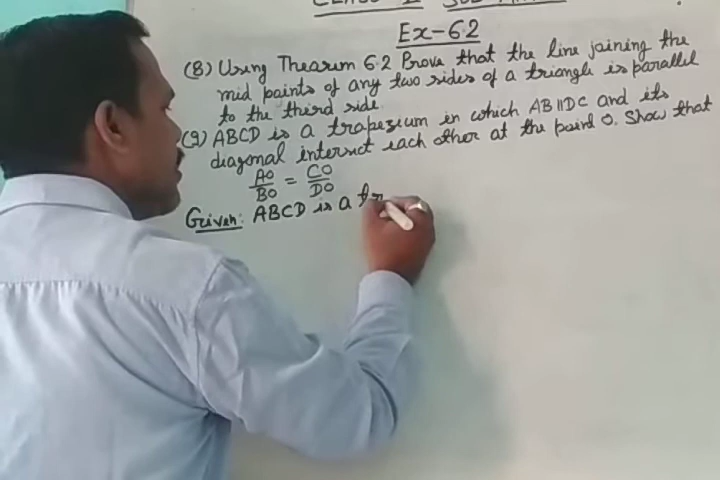 Ex-6.2
(8) Using Thearem 6.2 Prove that the line joining the
mid points of any two sides of a triangle is parallel
to the third side
(9) ABCD is a trapezium in which AB || DC and its
diagonal intersect each other at the point O. Show that
AO/BO = CO/DO
Given: ABCD is a tr